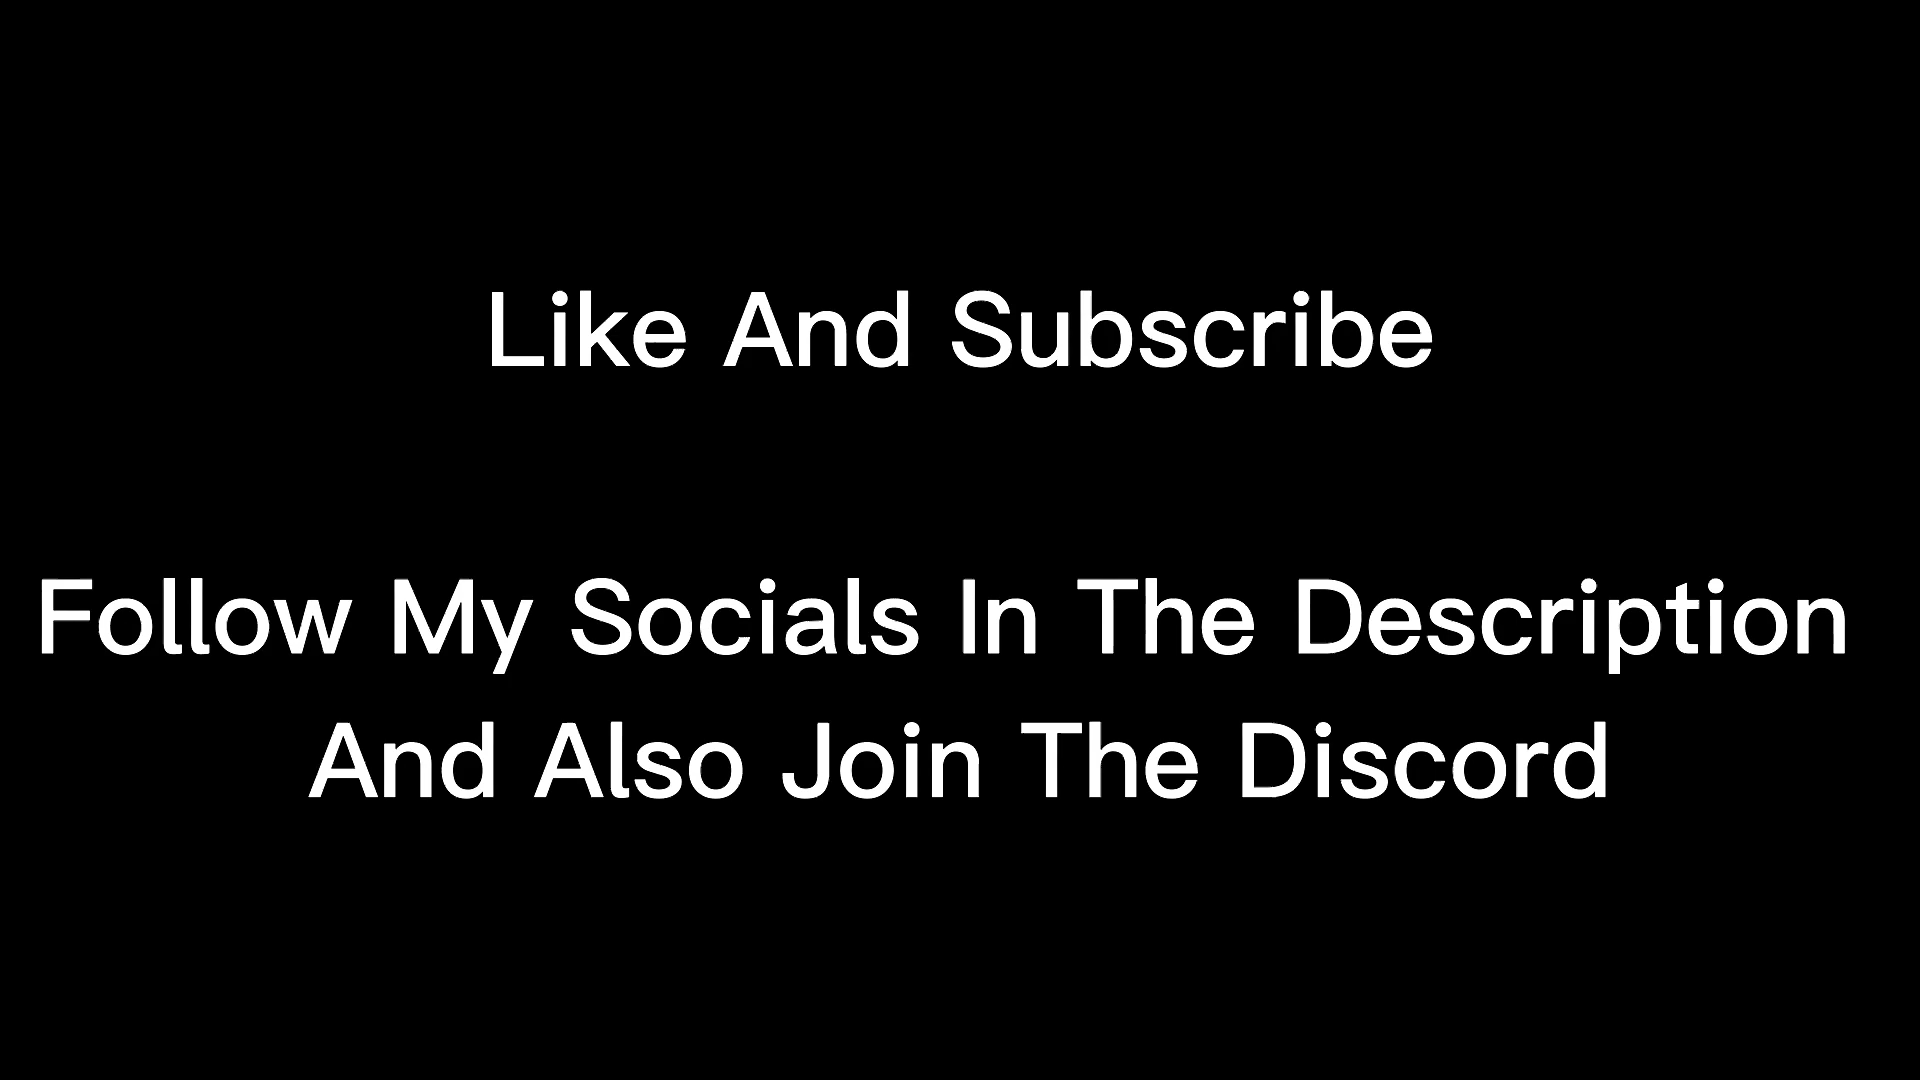 Like And Subscribe
Follow My Socials In The Description
And Also Join The Discord